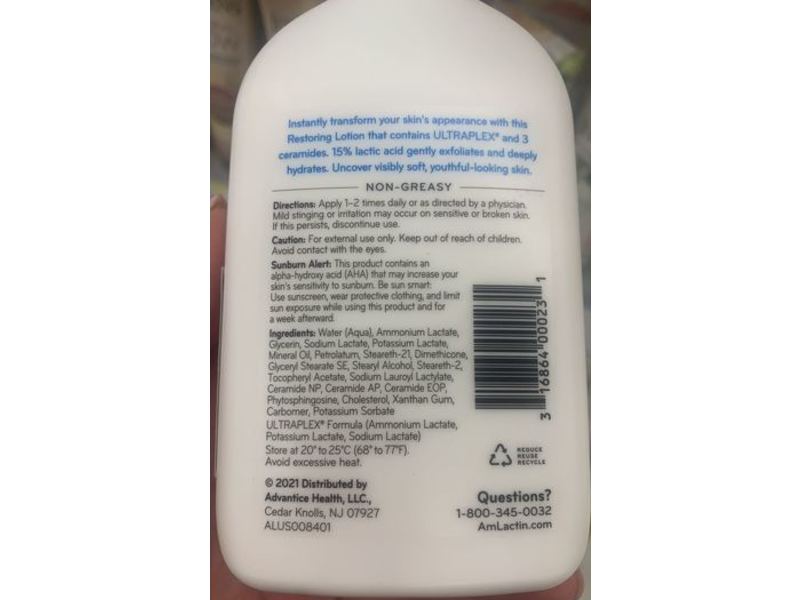 Instantly transform your skin's appearance with this
Restoring Lotion that contains ULTRAPLEX® and 3
ceramides. 15% lactic acid gently exfoliates and deeply
hydrates. Uncover visibly soft, youthful-looking skin.
NON-GREASY
Directions: Apply 1–2 times daily or as directed by a physician.
Mild stinging or irritation may occur on sensitive or broken skin.
If this persists, discontinue use.
Caution: For external use only. Keep out of reach of children.
Avoid contact with the eyes.
Sunburn Alert: This product contains an
alpha-hydroxy acid (AHA) that may increase your
skin's sensitivity to sunburn. Be sun smart:
Use sunscreen, wear protective clothing, and limit
sun exposure while using this product and for
a week afterward.
Ingredients: Water (Aqua), Ammonium Lactate,
Glycerin, Sodium Lactate, Potassium Lactate,
Mineral Oil, Petrolatum, Steareth-21, Dimethicone,
Glyceryl Stearate SE, Stearyl Alcohol, Steareth-2,
Tocopheryl Acetate, Sodium Lauroyl Lactylate,
Ceramide NP, Ceramide AP, Ceramide EOP,
Phytosphingosine, Cholesterol, Xanthan Gum,
Carbomer, Potassium Sorbate
ULTRAPLEX® Formula (Ammonium Lactate,
Potassium Lactate, Sodium Lactate)
Store at 20° to 25°C (68° to 77°F).
Avoid excessive heat.
© 2021 Distributed by
Advantice Health, LLC.,
Cedar Knolls, NJ 07927
ALUS008401
3 16864 00023 1
REDUCE
REUSE
RECYCLE
Questions?
1-800-345-0032
AmLactin.com